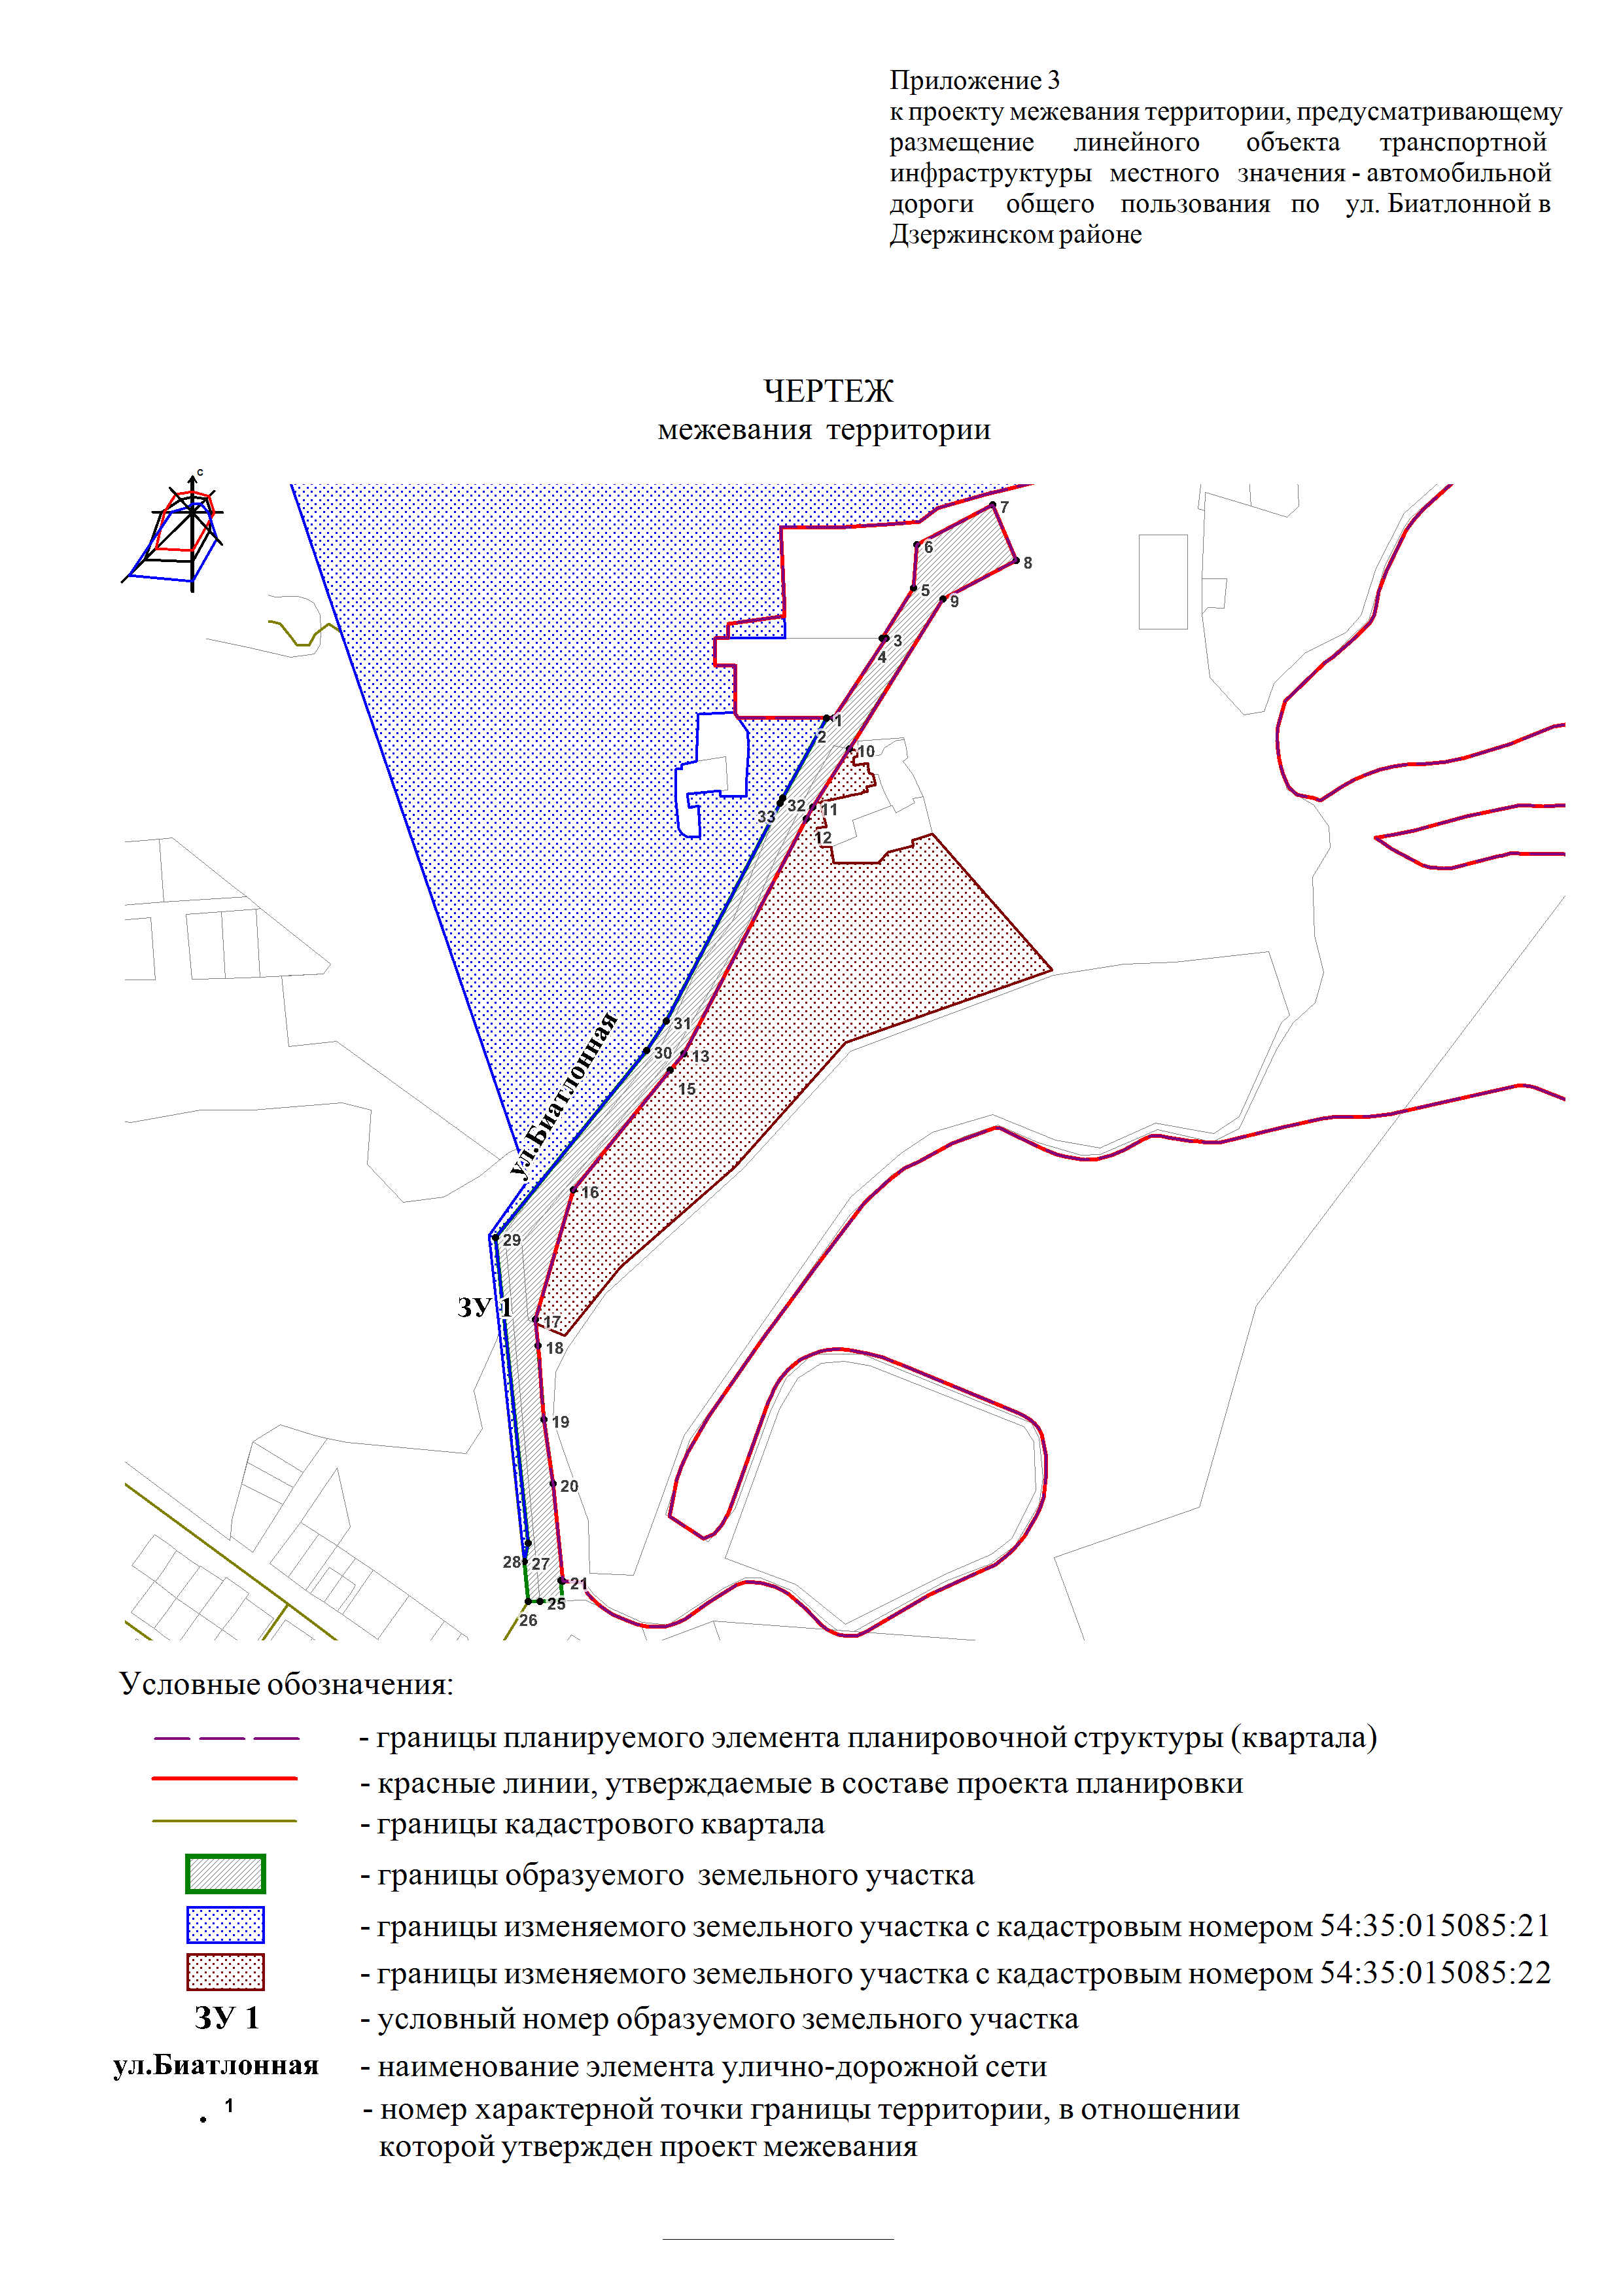 Приложение 3
к проекту межевания территории, предусматривающему
размещение линейного объекта транспортной
инфраструктуры местного значения - автомобильной
дороги общего пользования по ул. Биатлонной в
Дзержинском районе
ЧЕРТЕЖ
межевания территории
С
7
6
8
5
9
3
4
1
2
10
32
11
33
12
31
30
13
15
ул.Биатлонная
16
29
ЗУ 1
17
18
19
20
28
27
21
25
26
Условные обозначения:
- границы планируемого элемента планировочной структуры (квартала)
- красные линии, утверждаемые в составе проекта планировки
- границы кадастрового квартала
- границы образуемого земельного участка
- границы изменяемого земельного участка с кадастровым номером 54:35:015085:21
- границы изменяемого земельного участка с кадастровым номером 54:35:015085:22
ЗУ 1 - условный номер образуемого земельного участка
ул.Биатлонная - наименование элемента улично-дорожной сети
1 - номер характерной точки границы территории, в отношении
которой утвержден проект межевания